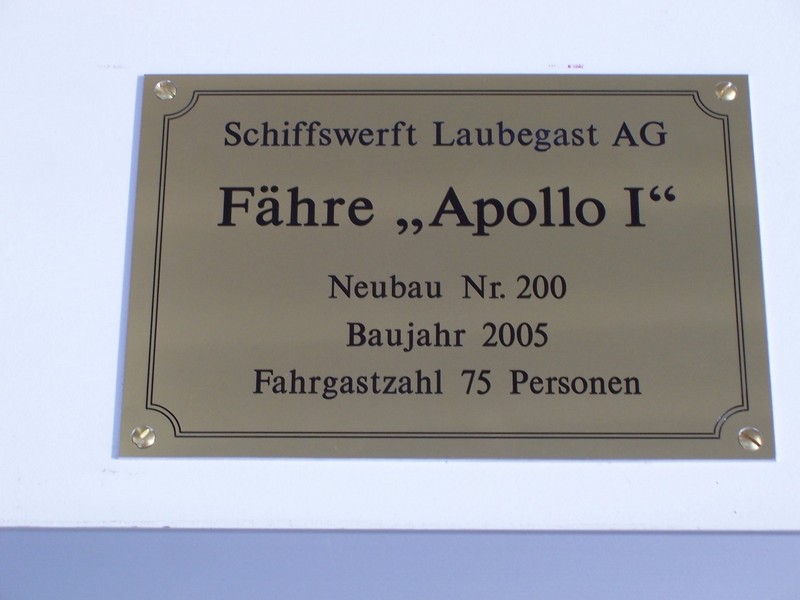 Schiffswerft Laubegast AG
Fähre „Apollo I“
Neubau Nr. 200
Baujahr 2005
Fahrgastzahl 75 Personen